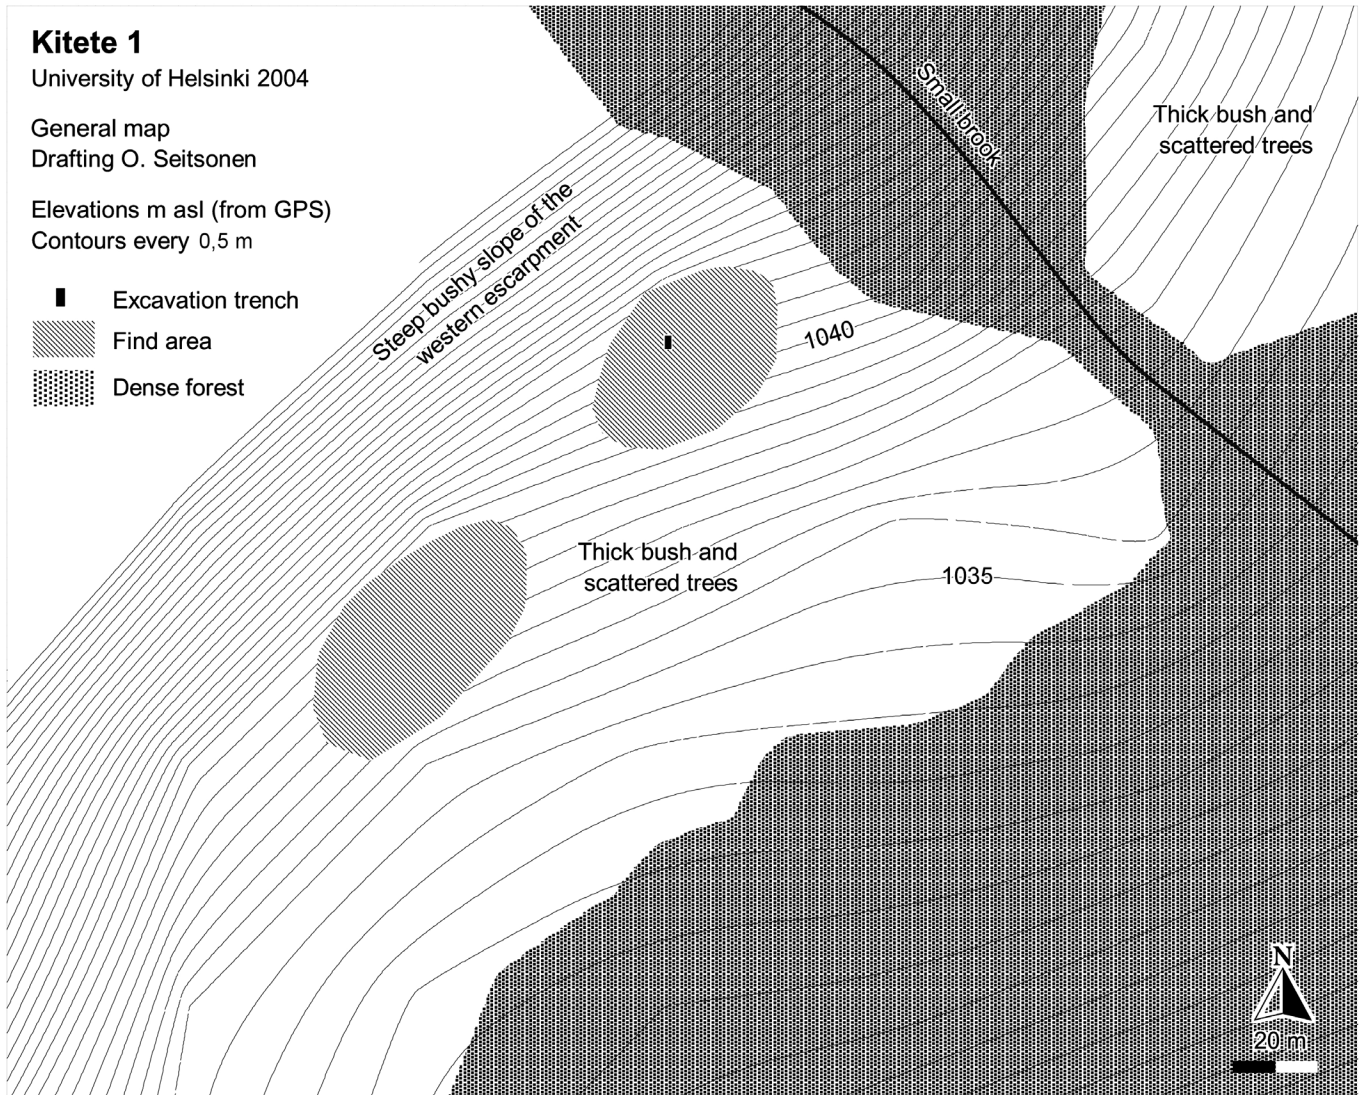 Kitete 1
University of Helsinki 2004
General map
Drafting O. Seitsonen
Elevations m asl (from GPS)
Contours every 0,5 m
Excavation trench
Find area
Dense forest
Steep bushy slope of the
western escarpment
Small brook
Thick bush and
scattered trees
1040
Thick bush and
scattered trees
1035
N
20 m